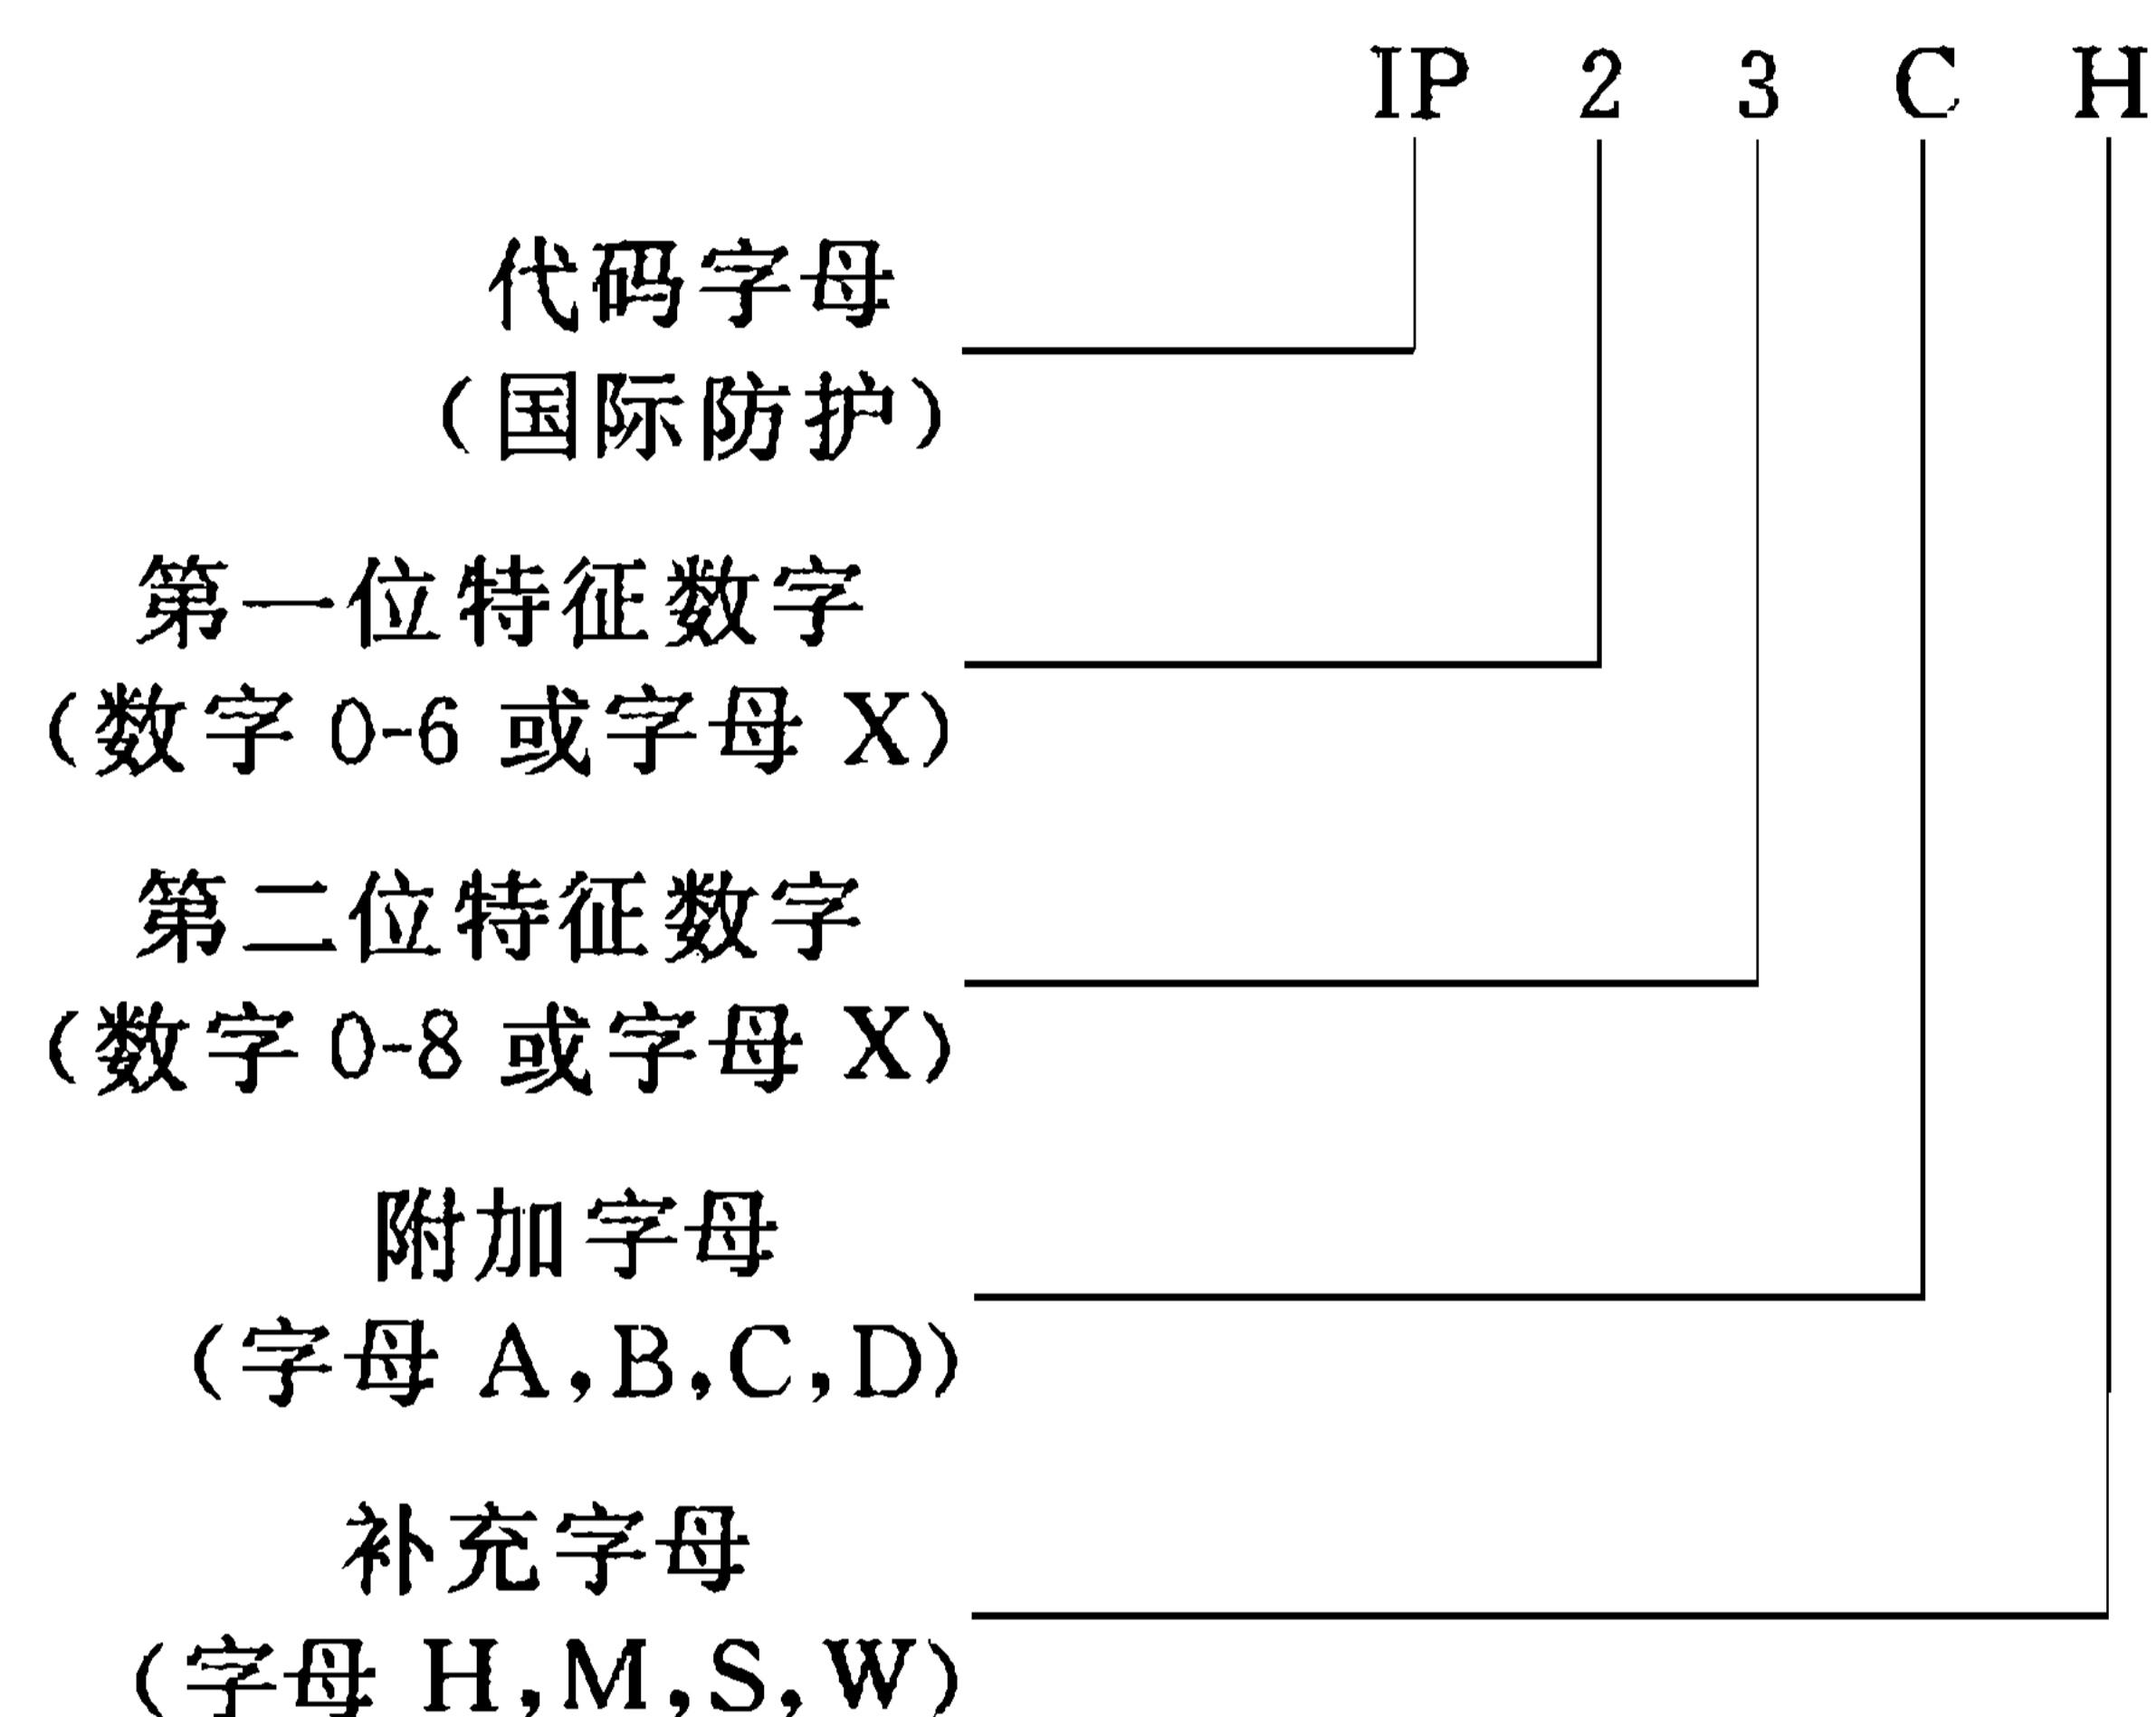 IP 2 3 C H
代码字母
(国际防护)
第一位特征数字
(数字 0-6 或字母 X)
第二位特征数字
(数字 0-8 或字母 X)
附加字母
(字母 A,B,C,D)
补充字母
(字母 H,M,S,W)